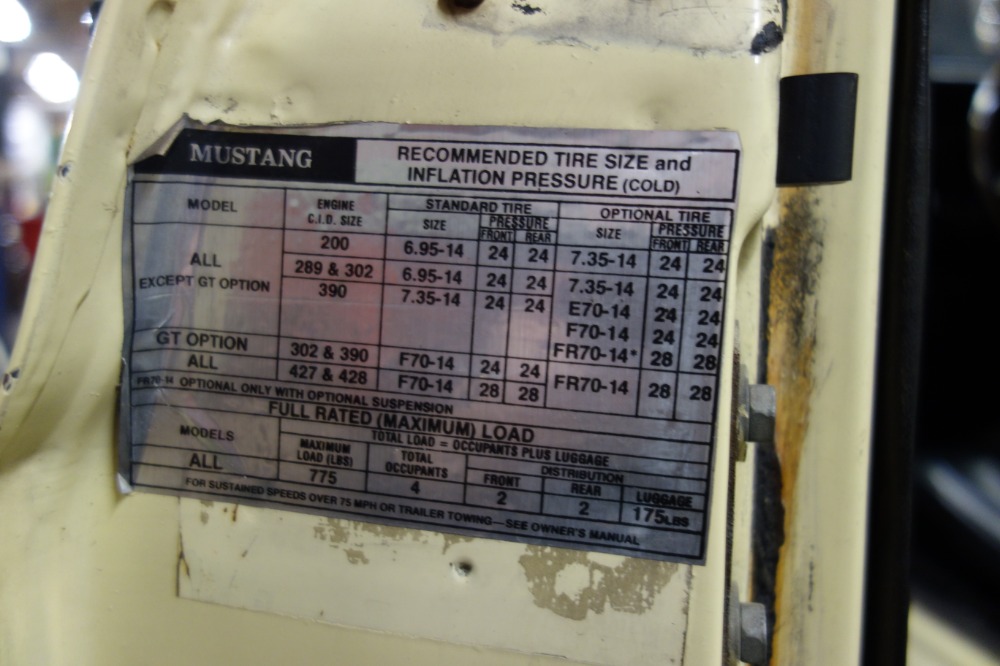 MUSTANG RECOMMENDED TIRE SIZE and
INFLATION PRESSURE (COLD)
MODEL ENGINE STANDARD TIRE OPTIONAL TIRE
C.I.D. SIZE SIZE PRESSURE SIZE PRESSURE
FRONT REAR FRONT REAR
200 6.95-14 24 24 7.35-14 24 24
ALL 289 & 302 6.95-14 24 24 7.35-14 24 24
EXCEPT GT OPTION 390 7.35-14 24 24 E70-14 24 24
F70-14 24 24
FR70-14* 28 28
GT OPTION 302 & 390 F70-14 24 24 FR70-14 28 28
ALL 427 & 428 F70-14 28 28
FR70-14 OPTIONAL ONLY WITH OPTIONAL SUSPENSION
FULL RATED (MAXIMUM) LOAD
MODELS TOTAL LOAD = OCCUPANTS PLUS LUGGAGE
MAXIMUM TOTAL DISTRIBUTION
LOAD (LBS) OCCUPANTS FRONT REAR LUGGAGE
ALL 775 4 2 2 175LBS
FOR SUSTAINED SPEEDS OVER 75 MPH OR TRAILER TOWING—SEE OWNER'S MANUAL